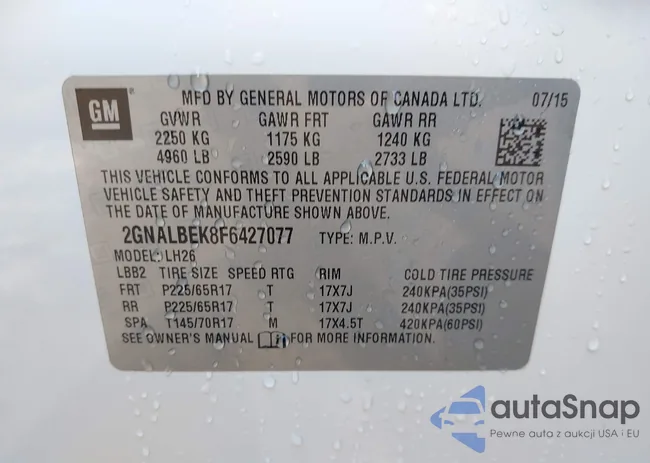 GM
MFD BY GENERAL MOTORS OF CANADA LTD. 07/15
GVWR GAWR FRT GAWR RR
2250 KG 1175 KG 1240 KG
4960 LB 2590 LB 2733 LB
THIS VEHICLE CONFORMS TO ALL APPLICABLE U.S. FEDERAL MOTOR
VEHICLE SAFETY AND THEFT PREVENTION STANDARDS IN EFFECT ON
THE DATE OF MANUFACTURE SHOWN ABOVE.
2GNALBEK8F6427077 TYPE: M.P.V.
MODEL: LH26
LBB2 TIRE SIZE SPEED RTG RIM COLD TIRE PRESSURE
FRT P225/65R17 T 17X7J 240KPA(35PSI)
RR P225/65R17 T 17X7J 240KPA(35PSI)
SPA T145/70R17 M 17X4.5T 420KPA(60PSI)
SEE OWNER'S MANUAL FOR MORE INFORMATION.
autoSnap
Pewne auta z aukcji USA i EU